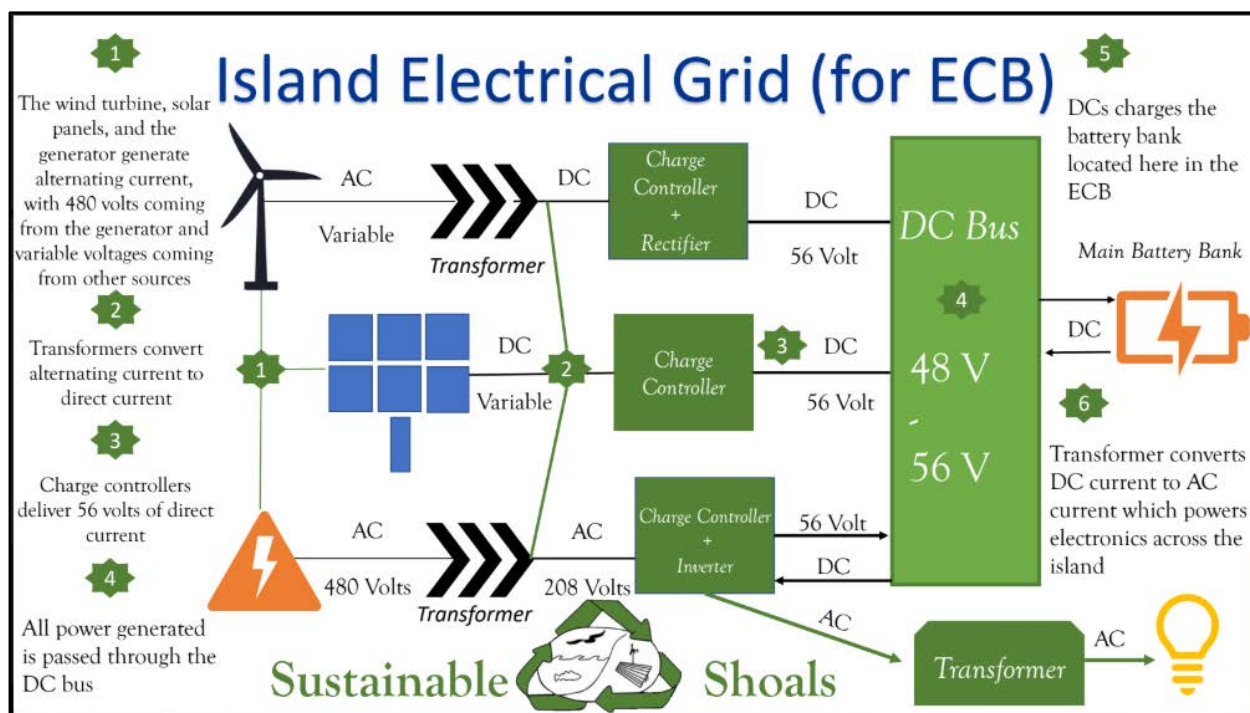 Island Electrical Grid (for ECB)
1
The wind turbine, solar
panels, and the
generator generate
alternating current,
with 480 volts coming
from the generator and
variable voltages coming
from other sources
2
Transformers convert
alternating current to
direct current
3
Charge controllers
deliver 56 volts of direct
current
4
All power generated
is passed through the
DC bus
AC
Variable
Transformer
DC
Charge
Controller
+
Rectifier
DC
56 Volt
1
DC
Variable
2
Charge
Controller
3
DC
56 Volt
AC
480 Volts
Transformer
AC
208 Volts
Charge Controller
+
Inverter
56 Volt
DC
DC Bus
4
48 V
-
56 V
AC
Transformer
AC
5
DCs charges the
battery bank
located here in the
ECB
Main Battery Bank
DC
6
Transformer converts
DC current to AC
current which powers
electronics across the
island
Sustainable Shoals